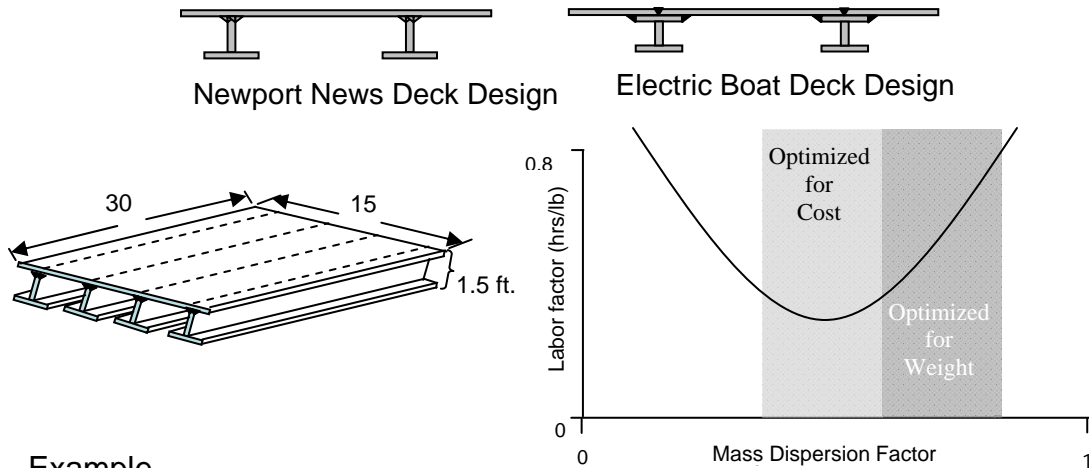 Newport News Deck Design
Electric Boat Deck Design
30
15
1.5 ft.
0.8
Labor factor (hrs/lb)
Optimized
for
Cost
Optimized
for
Weight
0
0
Mass Dispersion Factor
1
Example